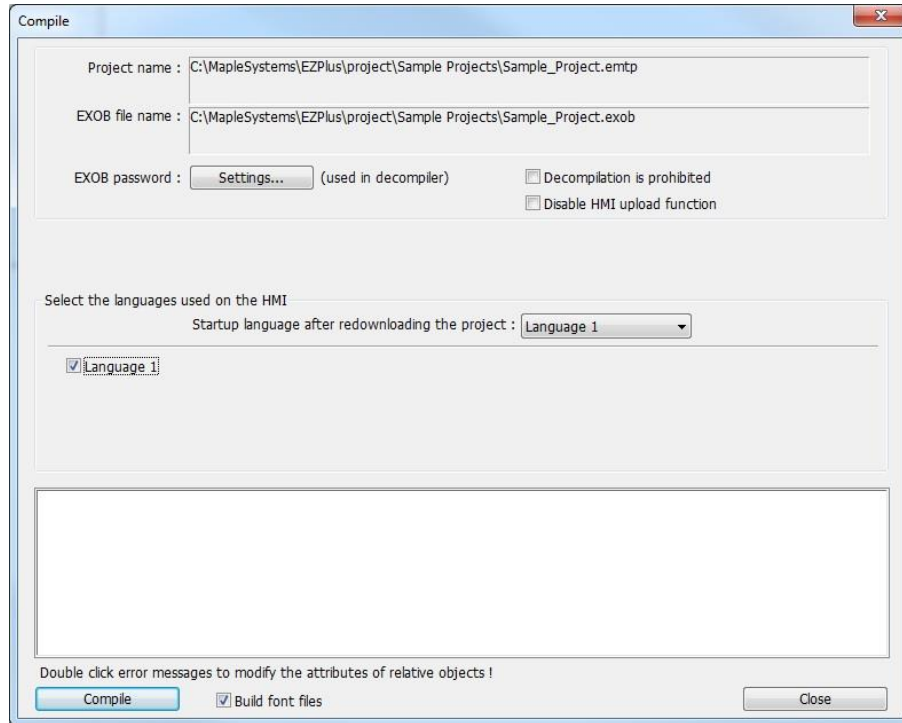 Compile
Project name : C:\MapleSystems\EZPlus\project\Sample Projects\Sample_Project.emtp
EXOB file name : C:\MapleSystems\EZPlus\project\Sample Projects\Sample_Project.exob
EXOB password : Settings... (used in decompiler) Decompilation is prohibited
Disable HMI upload function
Select the languages used on the HMI
Startup language after redownloading the project : Language 1
Language 1
Double click error messages to modify the attributes of relative objects !
Compile Build font files Close